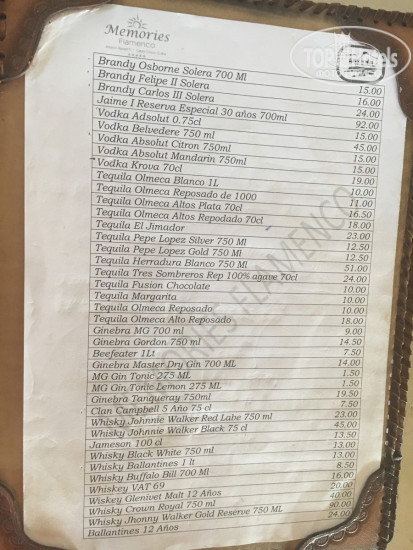 Memories
Flamenco
TopHotels
Brandy Osborne Solera 700 Ml 15.00
Brandy Felipe II Solera 16.00
Brandy Carlos III Solera 24.00
Jaime I Reserva Especial 30 años 700ml 92.00
Vodka Adsolut 0.75cl 15.00
Vodka Belvedere 750 ml 45.00
Vodka Absolut Citron 750ml 15.00
Vodka Absolut Mandarin 750ml 15.00
Vodka Krova 70cl 19.00
Tequila Olmeca Blanco 1L 10.00
Tequila Olmeca Reposado de 1000 11.00
Tequila Olmeca Altos Plata 70cl 16.50
Tequila Olmeca Altos Repodado 70cl 18.00
Tequila El Jimador 23.00
Tequila Pepe Lopez Silver 750 Ml 12.50
Tequila Pepe Lopez Gold 750 Ml 12.50
Tequila Herradura Blanco 750 Ml 51.00
Tequila Tres Sombreros Rep 100% agave 70cl 24.00
Tequila Fusion Chocolate 10.00
Tequila Margarita 10.00
Tequila Olmeca Reposado 10.00
Tequila Olmeca Alto Reposado 18.00
Ginebra MG 700 ml 9.00
Ginebra Gordon 750 ml 14.50
Beefeater 1Lt 7.50
Ginebra Master Dry Gin 700 ML 14.00
MG Gin Tonic 275 ML 1.50
MG Gin Tonic Lemon 275 ML 1.50
Ginebra Tanqueray 750ml 19.50
Clan Campbell 5 Año 75 cl 7.50
Whisky Johnnie Walker Red Labe 750 ml 23.00
Whisky Johnnie Walker Black 75 cl 45.00
Jameson 100 cl 13.50
Whisky Black White 750 ml 13.00
Whisky Ballantines 1 lt 13.00
Whisky Buffalo Bill 700 Ml 8.50
Whiskey VAT 69 16.00
Wiskey Glenivet Malt 12 Años 20.00
Whisky Crown Royal 750 ml 40.00
Whisky Jhonny Walker Gold Reserve 750 ML 90.00
Ballantines 12 Años 24.00